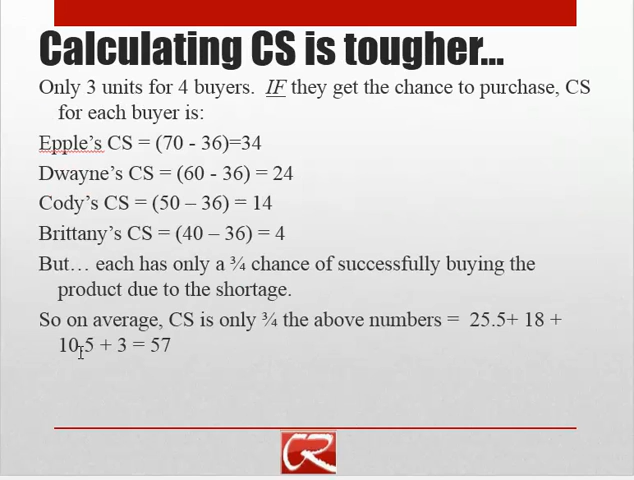 Calculating CS is tougher...
Only 3 units for 4 buyers. IF they get the chance to purchase, CS
for each buyer is:
Epple's CS = (70 - 36)=34
Dwayne's CS = (60 - 36) = 24
Cody's CS = (50 – 36) = 14
Brittany's CS = (40 – 36) = 4
But… each has only a ¾ chance of successfully buying the
product due to the shortage.
So on average, CS is only ¾ the above numbers = 25.5+ 18 +
10.5 + 3 = 57
CR